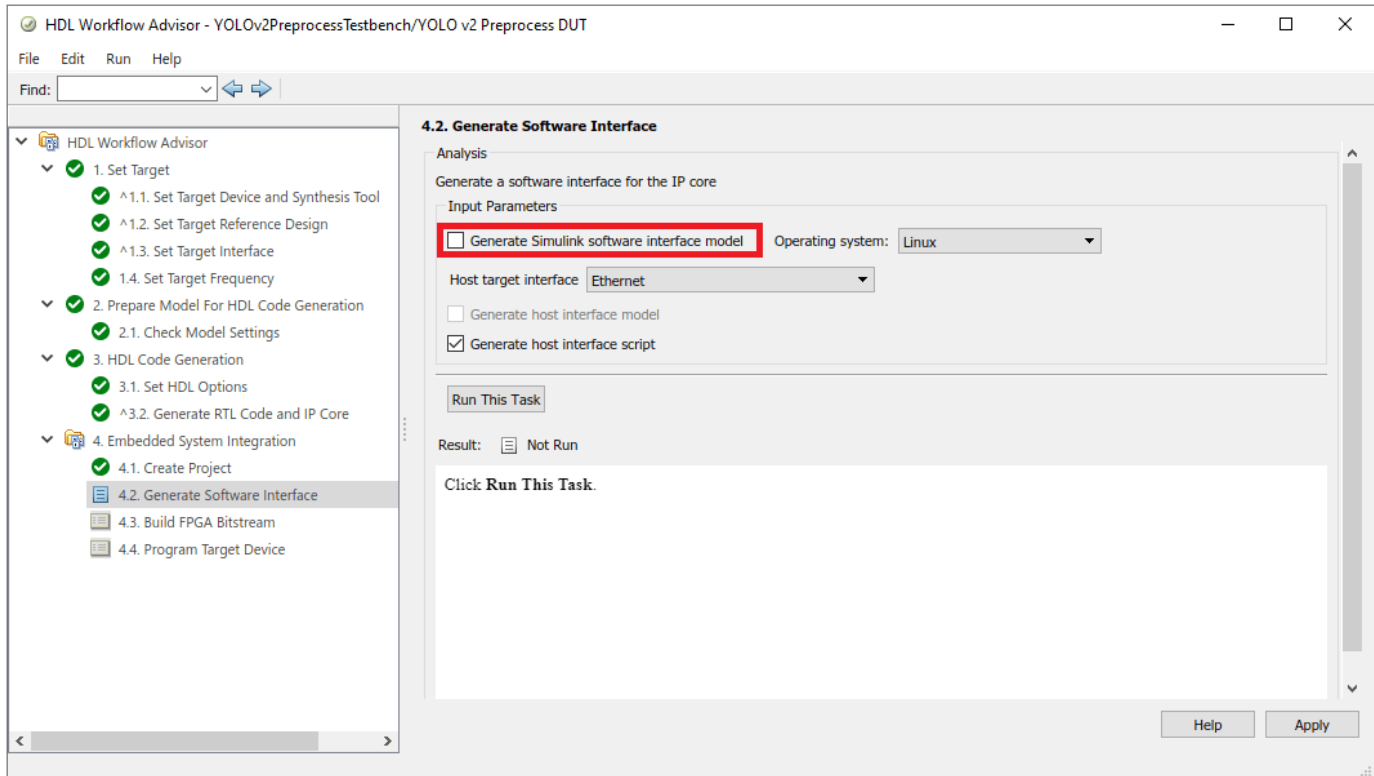 HDL Workflow Advisor - YOLOv2PreprocessTestbench/YOLO v2 Preprocess DUT
File Edit Run Help
Find:
HDL Workflow Advisor
1. Set Target
^1.1. Set Target Device and Synthesis Tool
^1.2. Set Target Reference Design
^1.3. Set Target Interface
1.4. Set Target Frequency
2. Prepare Model For HDL Code Generation
2.1. Check Model Settings
3. HDL Code Generation
3.1. Set HDL Options
^3.2. Generate RTL Code and IP Core
4. Embedded System Integration
4.1. Create Project
4.2. Generate Software Interface
4.3. Build FPGA Bitstream
4.4. Program Target Device
4.2. Generate Software Interface
Analysis
Generate a software interface for the IP core
Input Parameters
Generate Simulink software interface model Operating system: Linux
Host target interface Ethernet
Generate host interface model
Generate host interface script
Run This Task
Result: Not Run
Click Run This Task.
Help Apply